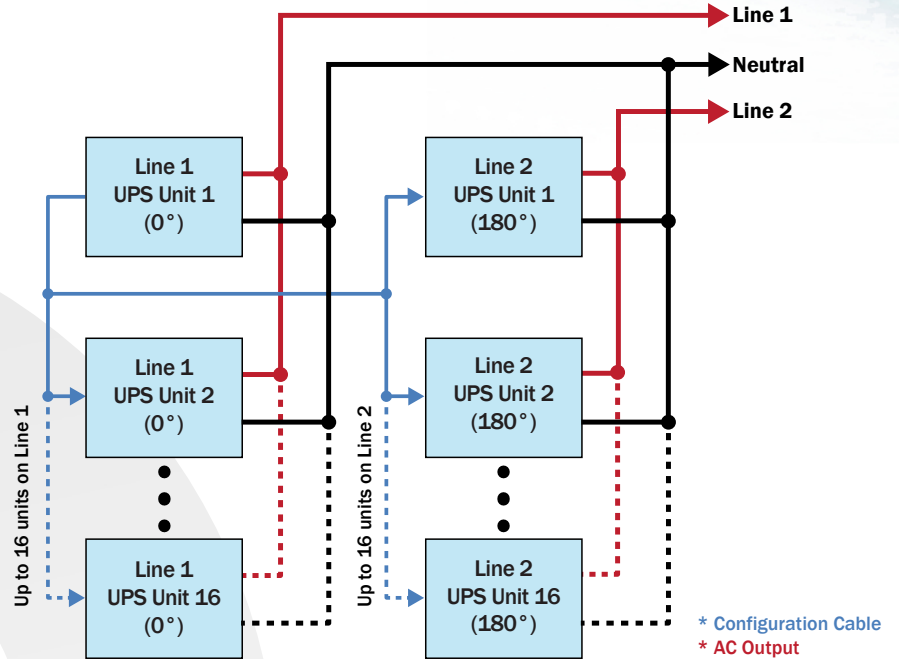 Line 1
Neutral
Line 2
Line 1
UPS Unit 1
(0°)
Line 2
UPS Unit 1
(180°)
Line 1
UPS Unit 2
(0°)
Line 2
UPS Unit 2
(180°)
Up to 16 units on Line 1
Up to 16 units on Line 2
Line 1
UPS Unit 16
(0°)
Line 2
UPS Unit 16
(180°)
* Configuration Cable
* AC Output